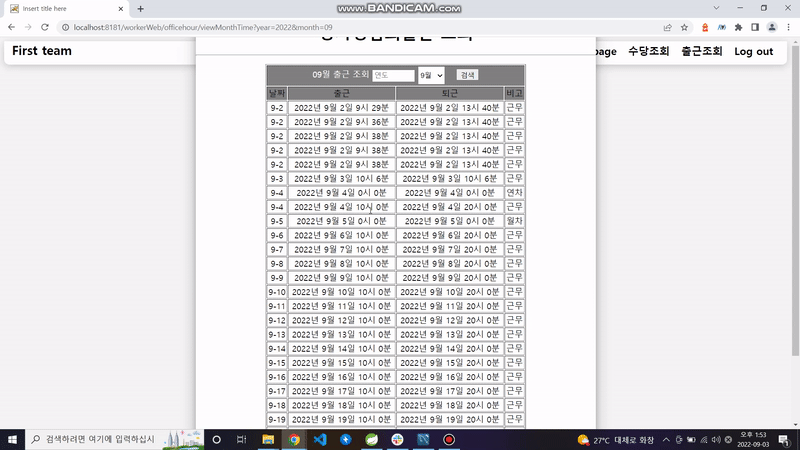 www.BANDICAM.com
Insert title here
localhost:8181/workerWeb/officehour/viewMonthTime?year=2022&month=09
First team
page 수당조회 출근조회 Log out
09월 출근 조회 연도 9월 검색
날짜 출근 퇴근 비고
9-2 2022년 9월 2일 9시 29분 2022년 9월 2일 13시 40분 근무
9-2 2022년 9월 2일 9시 36분 2022년 9월 2일 13시 40분 근무
9-2 2022년 9월 2일 9시 38분 2022년 9월 2일 13시 40분 근무
9-2 2022년 9월 2일 9시 38분 2022년 9월 2일 13시 40분 근무
9-2 2022년 9월 2일 9시 38분 2022년 9월 2일 13시 40분 근무
9-3 2022년 9월 3일 10시 6분 2022년 9월 3일 10시 6분 근무
9-4 2022년 9월 4일 0시 0분 2022년 9월 4일 0시 0분 연차
9-4 2022년 9월 4일 10시 0분 2022년 9월 4일 20시 0분 근무
9-5 2022년 9월 5일 0시 0분 2022년 9월 5일 0시 0분 월차
9-6 2022년 9월 6일 10시 0분 2022년 9월 6일 20시 0분 근무
9-7 2022년 9월 7일 10시 0분 2022년 9월 7일 20시 0분 근무
9-8 2022년 9월 8일 10시 0분 2022년 9월 8일 20시 0분 근무
9-9 2022년 9월 9일 10시 0분 2022년 9월 9일 20시 0분 근무
9-10 2022년 9월 10일 10시 0분 2022년 9월 10일 20시 0분 근무
9-11 2022년 9월 11일 10시 0분 2022년 9월 11일 20시 0분 근무
9-12 2022년 9월 12일 10시 0분 2022년 9월 12일 20시 0분 근무
9-13 2022년 9월 13일 10시 0분 2022년 9월 13일 20시 0분 근무
9-14 2022년 9월 14일 10시 0분 2022년 9월 14일 20시 0분 근무
9-15 2022년 9월 15일 10시 0분 2022년 9월 15일 20시 0분 근무
9-16 2022년 9월 16일 10시 0분 2022년 9월 16일 20시 0분 근무
9-17 2022년 9월 17일 10시 0분 2022년 9월 17일 20시 0분 근무
9-18 2022년 9월 18일 10시 0분 2022년 9월 18일 20시 0분 근무
9-19 2022년 9월 19일 10시 0분 2022년 9월 19일 20시 0분 근무
검색하려면 여기에 입력하십시
27°C 대체로 화창
오후 1:53
2022-09-03